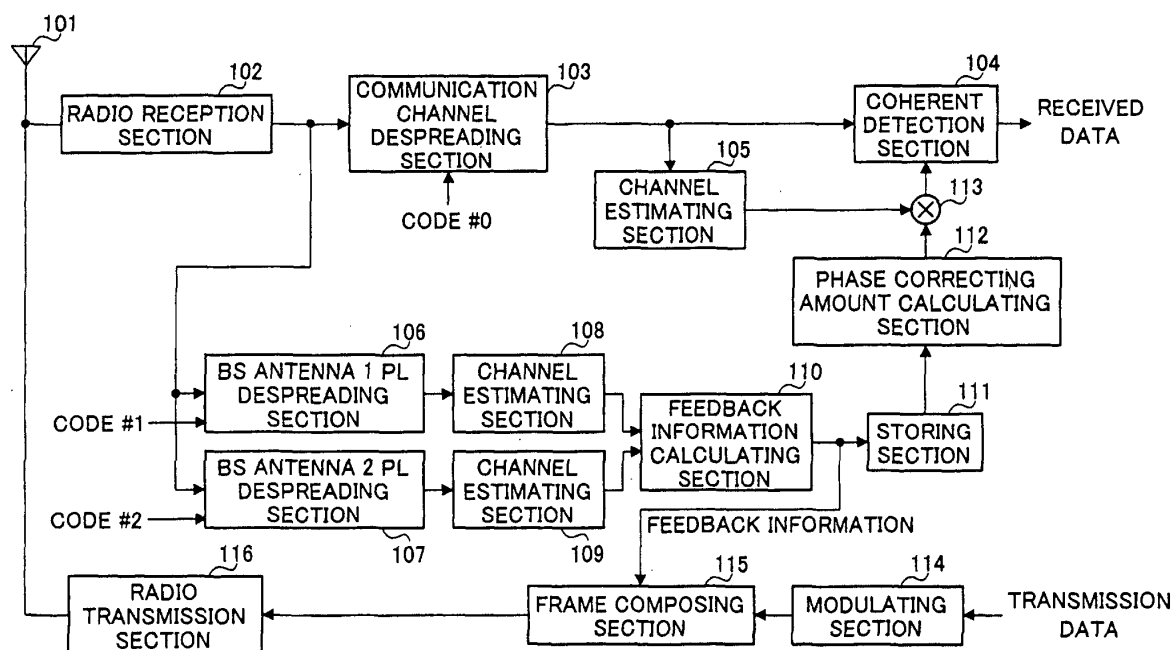 101
102
RADIO RECEPTION
SECTION
103
COMMUNICATION
CHANNEL
DESPREADING
SECTION
CODE #0
104
COHERENT
DETECTION
SECTION
RECEIVED
DATA
105
CHANNEL
ESTIMATING
SECTION
113
112
PHASE CORRECTING
AMOUNT CALCULATING
SECTION
106
BS ANTENNA 1 PL
DESPREADING
SECTION
CODE #1
108
CHANNEL
ESTIMATING
SECTION
110
FEEDBACK
INFORMATION
CALCULATING
SECTION
111
STORING
SECTION
BS ANTENNA 2 PL
DESPREADING
SECTION
CODE #2
107
CHANNEL
ESTIMATING
SECTION
109
FEEDBACK INFORMATION
116
RADIO
TRANSMISSION
SECTION
115
FRAME COMPOSING
SECTION
114
MODULATING
SECTION
TRANSMISSION
DATA